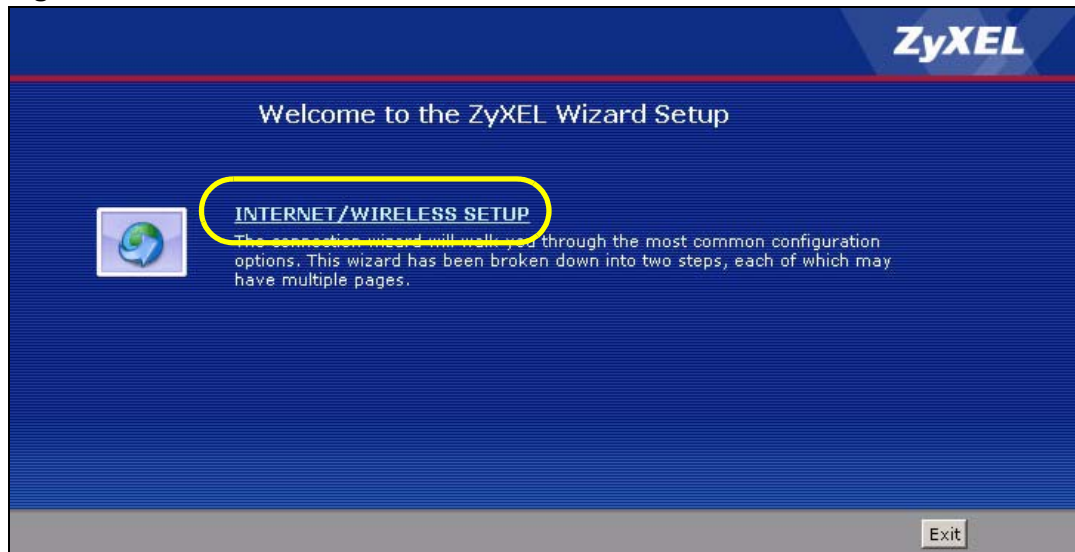 ZyXEL
Welcome to the ZyXEL Wizard Setup
INTERNET/WIRELESS SETUP
The connection wizard will walk you through the most common configuration
options. This wizard has been broken down into two steps, each of which may
have multiple pages.
Exit